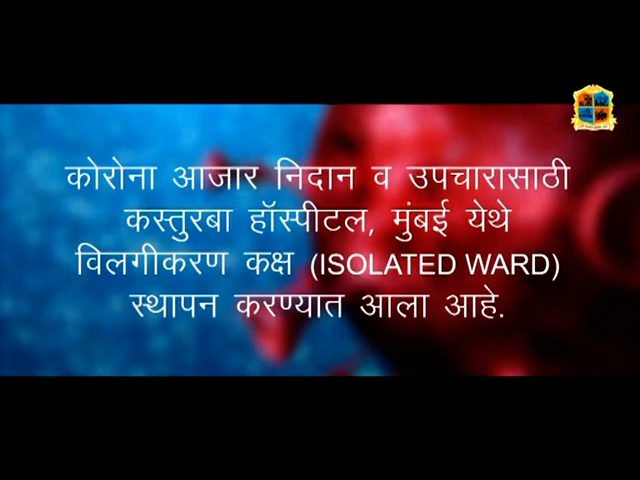 कोरोना आजार निदान व उपचारासाठी
कस्तुरबा हॉस्पीटल, मुंबई येथे
विलगीकरण कक्ष (ISOLATED WARD)
स्थापन करण्यात आला आहे.